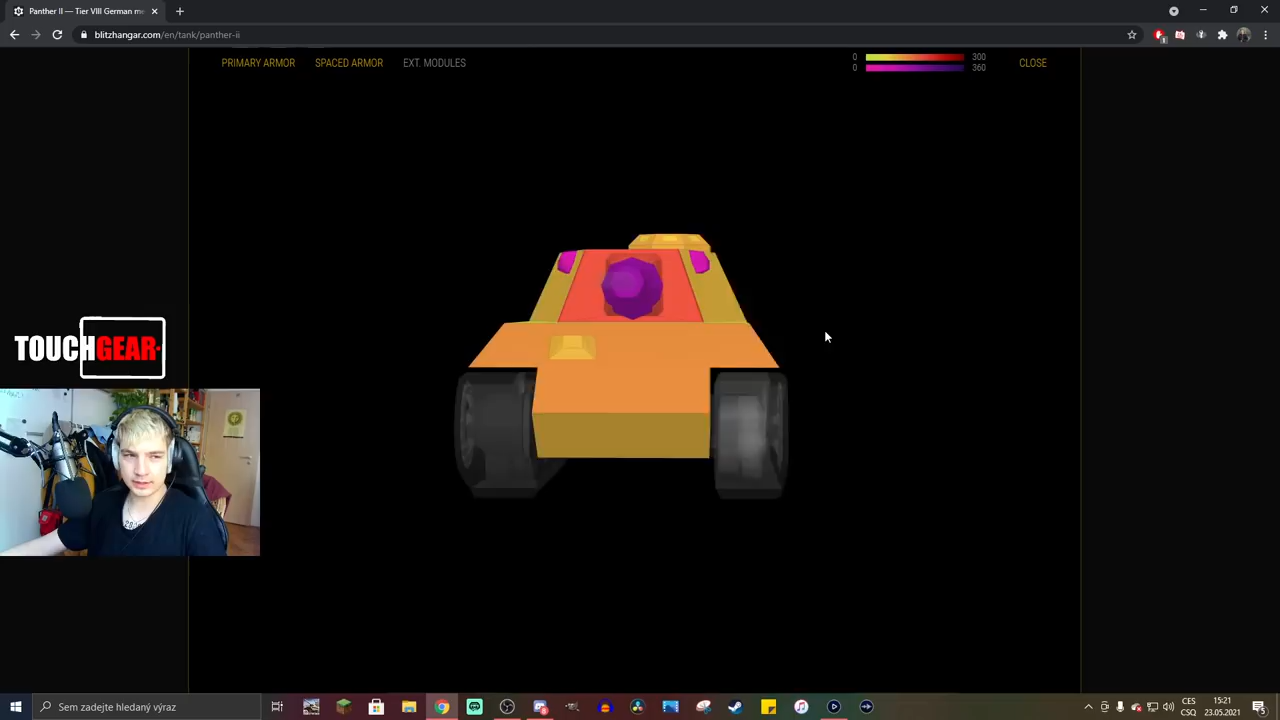 Panther II — Tier VIII German me
blitzhangar.com/en/tank/panther-ii
PRIMARY ARMOR
SPACED ARMOR
EXT. MODULES
0
300
0
360
CLOSE
TOUCHGEAR
Sem zadejte hledaný výraz
CES
CSQ
15:21
23.05.2021